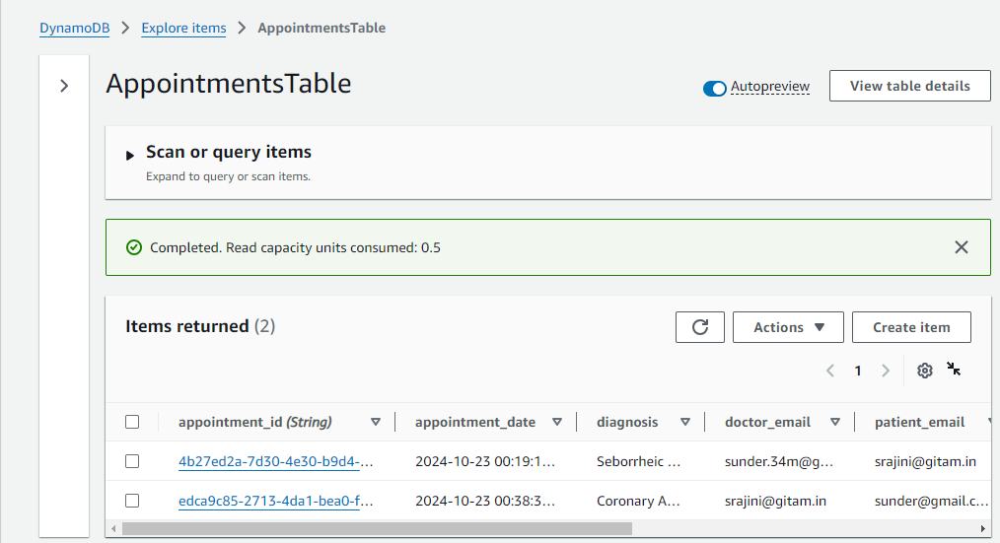 DynamoDB > Explore items > AppointmentsTable
AppointmentsTable
Autopreview
View table details
Scan or query items
Expand to query or scan items.
Completed. Read capacity units consumed: 0.5
Items returned (2)
Actions
Create item
1
appointment_id (String) appointment_date diagnosis doctor_email patient_email
4b27ed2a-7d30-4e30-b9d4-... 2024-10-23 00:19:1... Seborrheic ... sunder.34m@g... srajini@gitam.in
edca9c85-2713-4da1-bea0-f... 2024-10-23 00:38:3... Coronary A... srajini@gitam.in sunder@gmail.c...